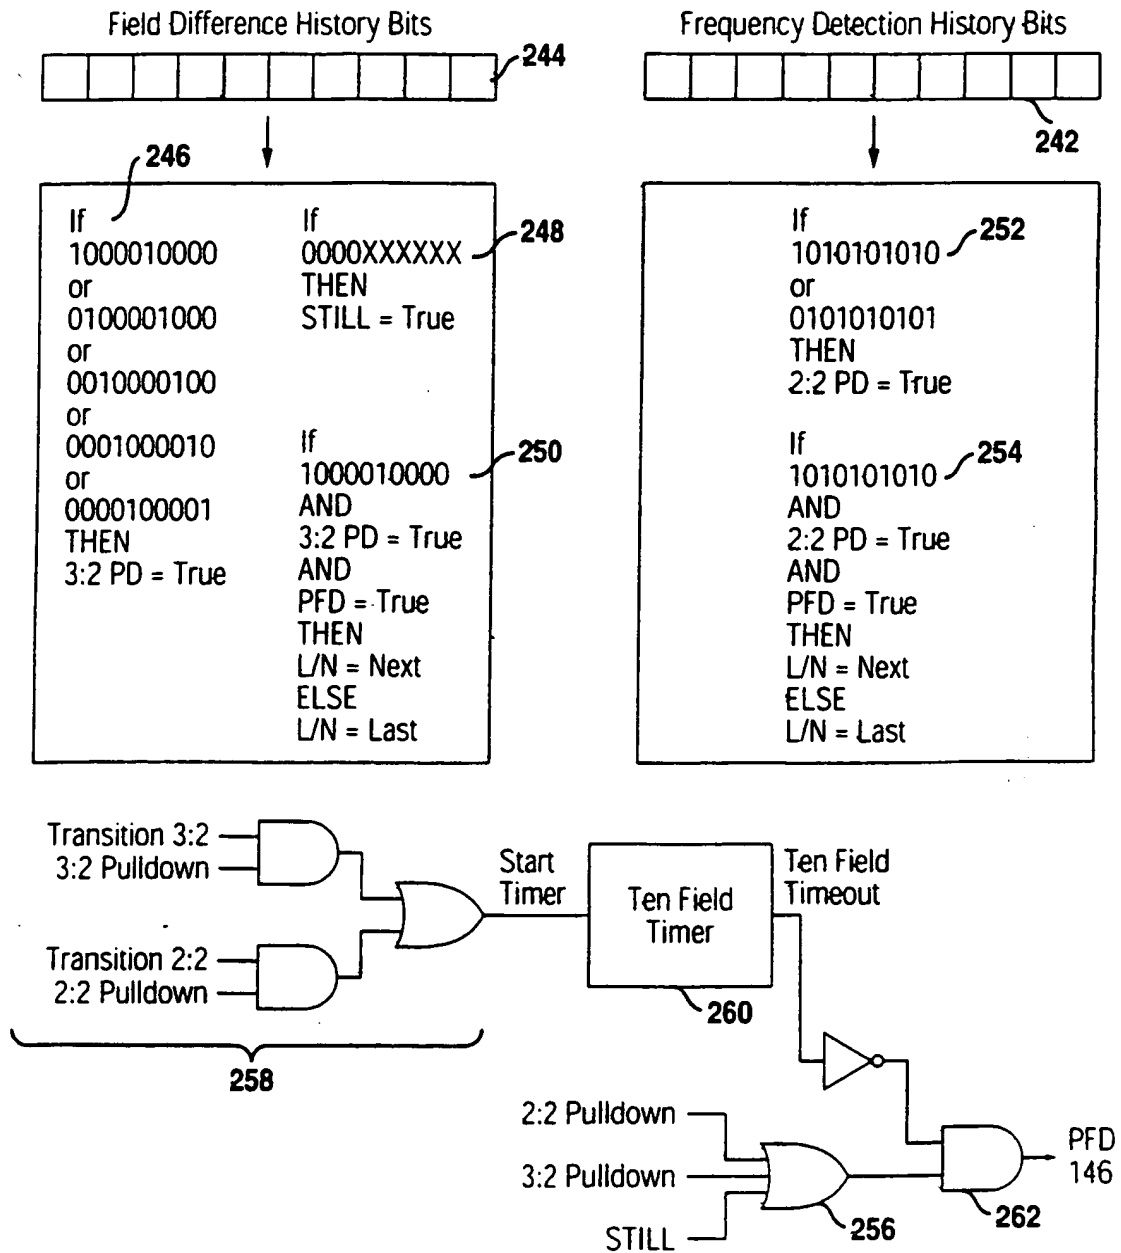 Field Difference History Bits
244
246
If
1000010000
or
0100001000
or
0010000100
or
0001000010
or
0000100001
THEN
3:2 PD = True
If
0000XXXXXX
248
THEN
STILL = True
If
1000010000
250
AND
3:2 PD = True
AND
PFD = True
THEN
L/N = Next
ELSE
L/N = Last
Frequency Detection History Bits
242
If
1010101010
252
or
0101010101
THEN
2:2 PD = True
If
1010101010
254
AND
2:2 PD = True
AND
PFD = True
THEN
L/N = Next
ELSE
L/N = Last
Transition 3:2
3:2 Pulldown
Transition 2:2
2:2 Pulldown
258
Start
Timer
Ten Field
Timer
260
Ten Field
Timeout
2:2 Pulldown
3:2 Pulldown
STILL
256
262
PFD
146